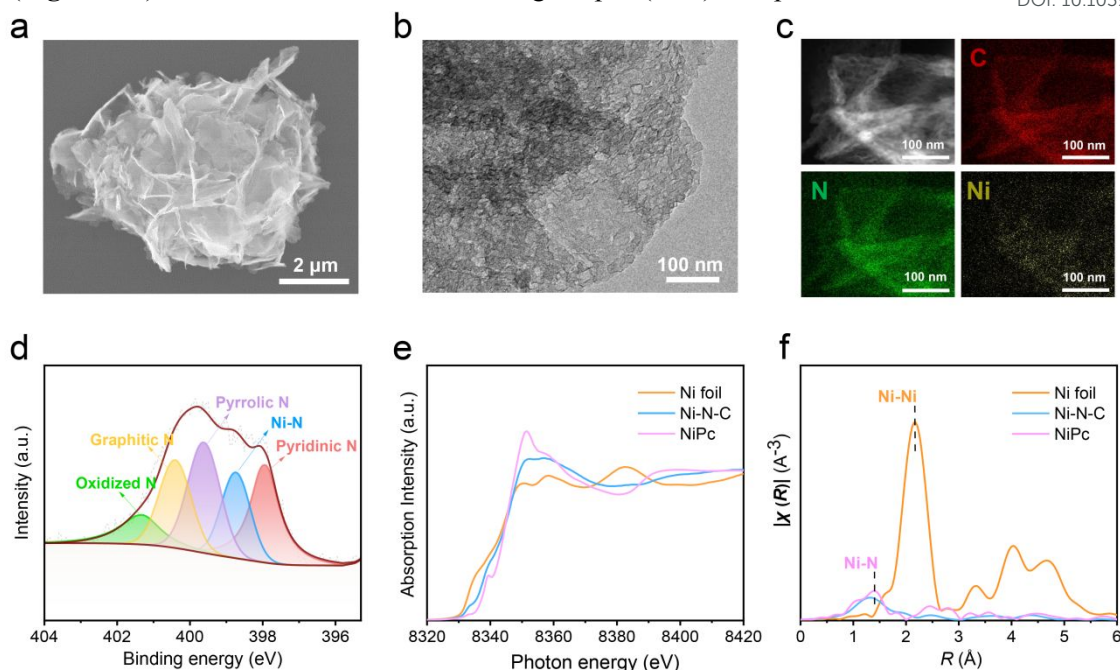 DOI: 10.103
a
2 μm
b
100 nm
c
100 nm
C
100 nm
N
100 nm
Ni
100 nm
d
Intensity (a.u.)
Oxidized N
Graphitic N
Pyrrolic N
Ni-N
Pyridinic N
404 402 400 398 396
Binding energy (eV)
e
Absorption Intensity (a.u.)
Ni foil
Ni-N-C
NiPc
8320 8340 8360 8380 8400 8420
Photon energy (eV)
f
|χ (R)| (A⁻³)
Ni-Ni
Ni-N
Ni foil
Ni-N-C
NiPc
0 1 2 3 4 5 6
R (Å)